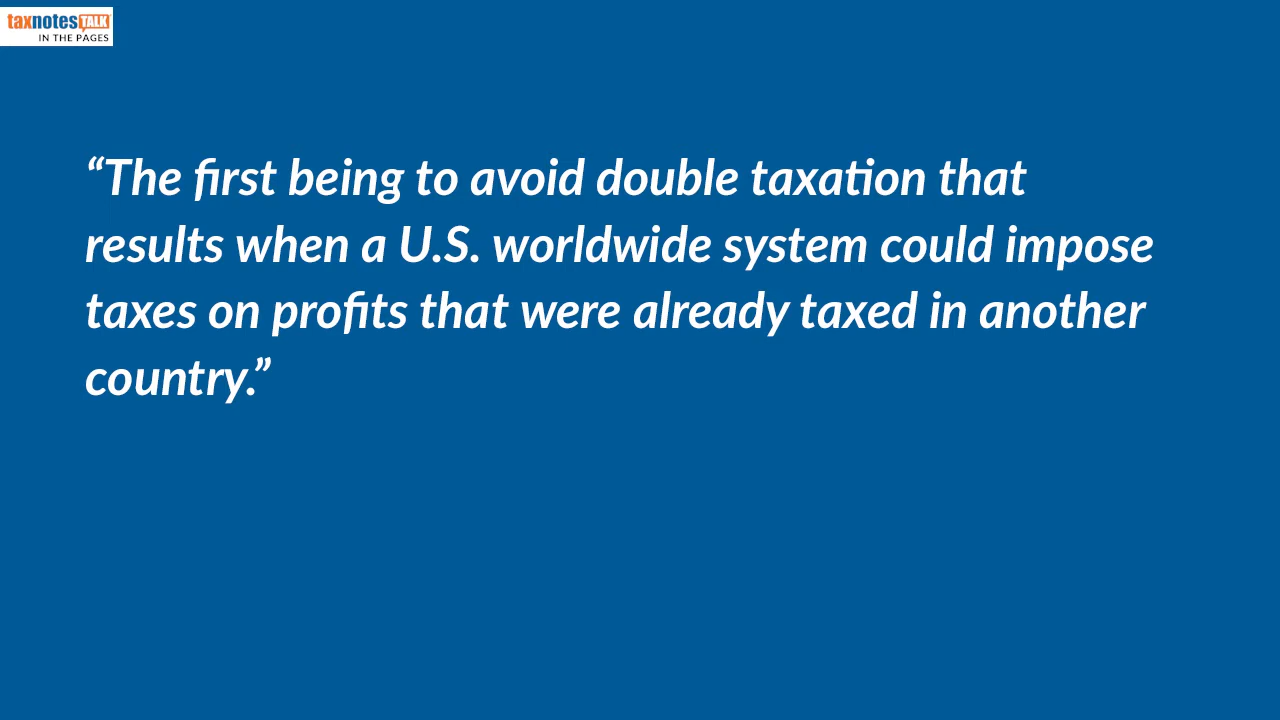 taxnotes TALK
IN THE PAGES
“The first being to avoid double taxation that
results when a U.S. worldwide system could impose
taxes on profits that were already taxed in another
country.”